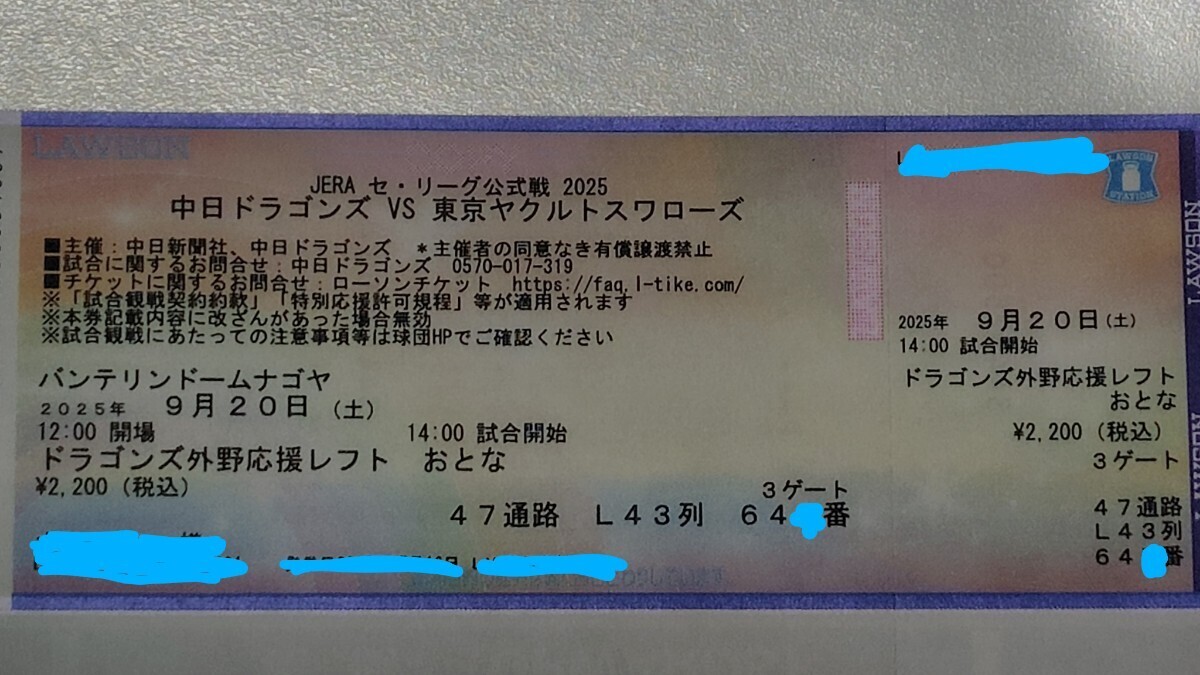 LAWSON
JERA セ・リーグ公式戦 2025
中日ドラゴンズ VS 東京ヤクルトスワローズ
■主催：中日新聞社、中日ドラゴンズ ＊主催者の同意なき有償譲渡禁止
■試合に関するお問合せ：中日ドラゴンズ 0570-017-319
■チケットに関するお問合せ：ローソンチケット https://faq.l-tike.com/
※「試合観戦契約約款」「特別応援許可規程」等が適用されます
※本券記載内容に改ざんがあった場合無効
※試合観戦にあたっての注意事項等は球団HPでご確認ください
バンテリンドームナゴヤ
２０２５年 ９月２０日（土）
12:00 開場 14:00 試合開始
ドラゴンズ外野応援レフト おとな
¥2,200（税込）
３ゲート
４７通路 Ｌ４３列 ６４ 番
LAWSON
STATION
2025年 ９月２０日（土）
14:00 試合開始
ドラゴンズ外野応援レフト
おとな
¥2,200（税込）
３ゲート
４７通路
Ｌ４３列
６４ 番
LAWSON